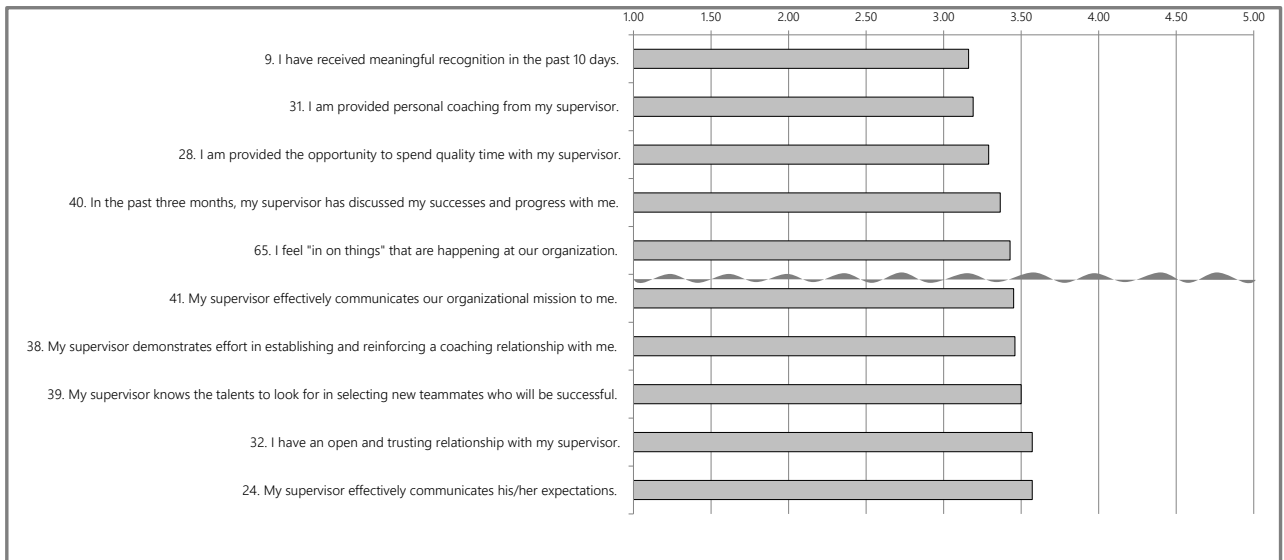 1.00 1.50 2.00 2.50 3.00 3.50 4.00 4.50 5.00
9. I have received meaningful recognition in the past 10 days.
31. I am provided personal coaching from my supervisor.
28. I am provided the opportunity to spend quality time with my supervisor.
40. In the past three months, my supervisor has discussed my successes and progress with me.
65. I feel "in on things" that are happening at our organization.
41. My supervisor effectively communicates our organizational mission to me.
38. My supervisor demonstrates effort in establishing and reinforcing a coaching relationship with me.
39. My supervisor knows the talents to look for in selecting new teammates who will be successful.
32. I have an open and trusting relationship with my supervisor.
24. My supervisor effectively communicates his/her expectations.